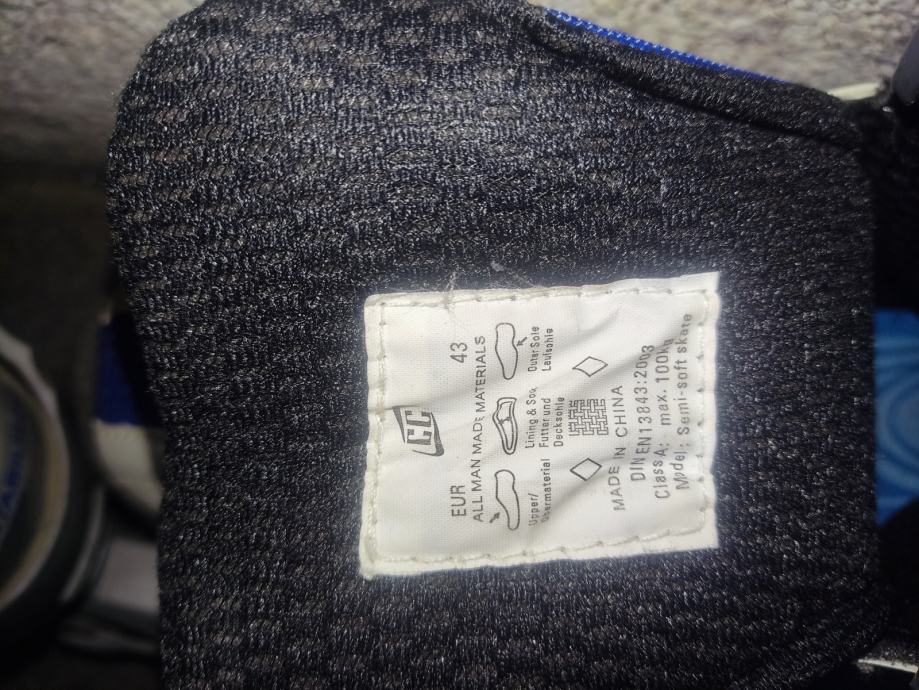 EUR 43
ALL MAN MADE MATERIALS
Upper/
Obermaterial
Lining & Sock
Futter und
Decksohle
Outer Sole
Laufsohle
MADE IN CHINA
DIN EN13843:2003
Class A: max. 100kg
Model: Semi-soft skate